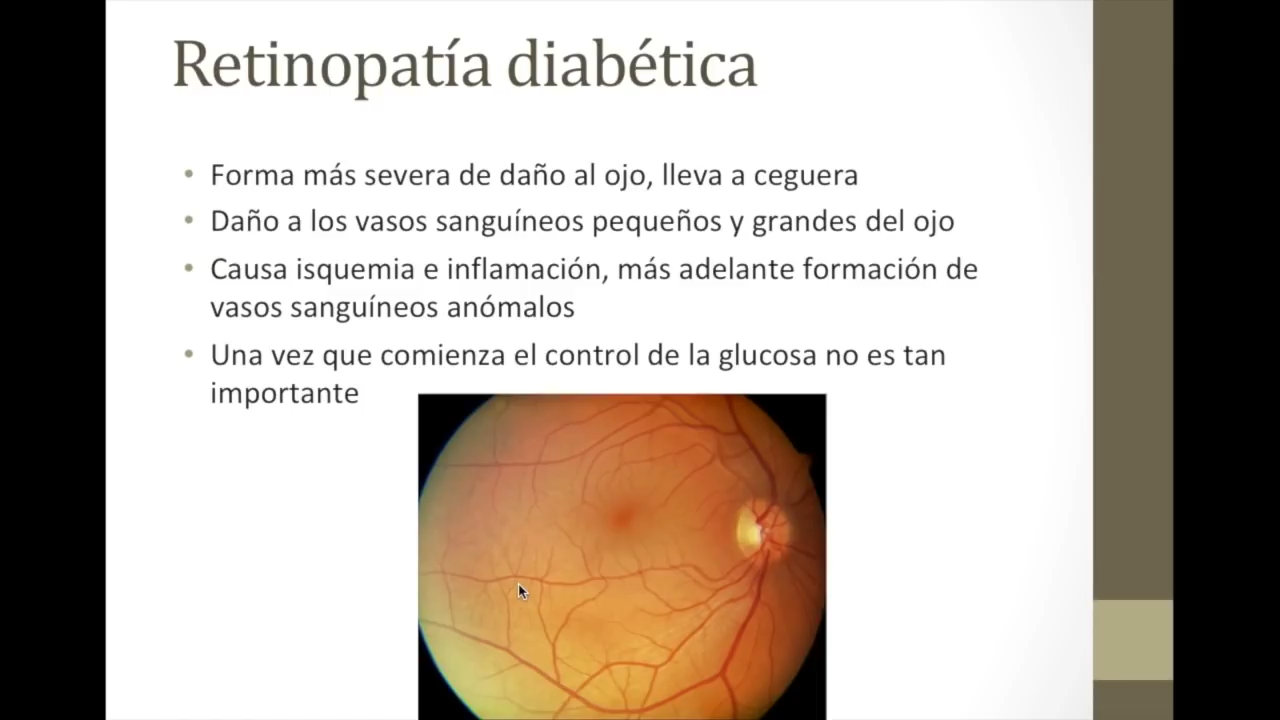 Retinopatía diabética
• Forma más severa de daño al ojo, lleva a ceguera
• Daño a los vasos sanguíneos pequeños y grandes del ojo
• Causa isquemia e inflamación, más adelante formación de
vasos sanguíneos anómalos
• Una vez que comienza el control de la glucosa no es tan
importante